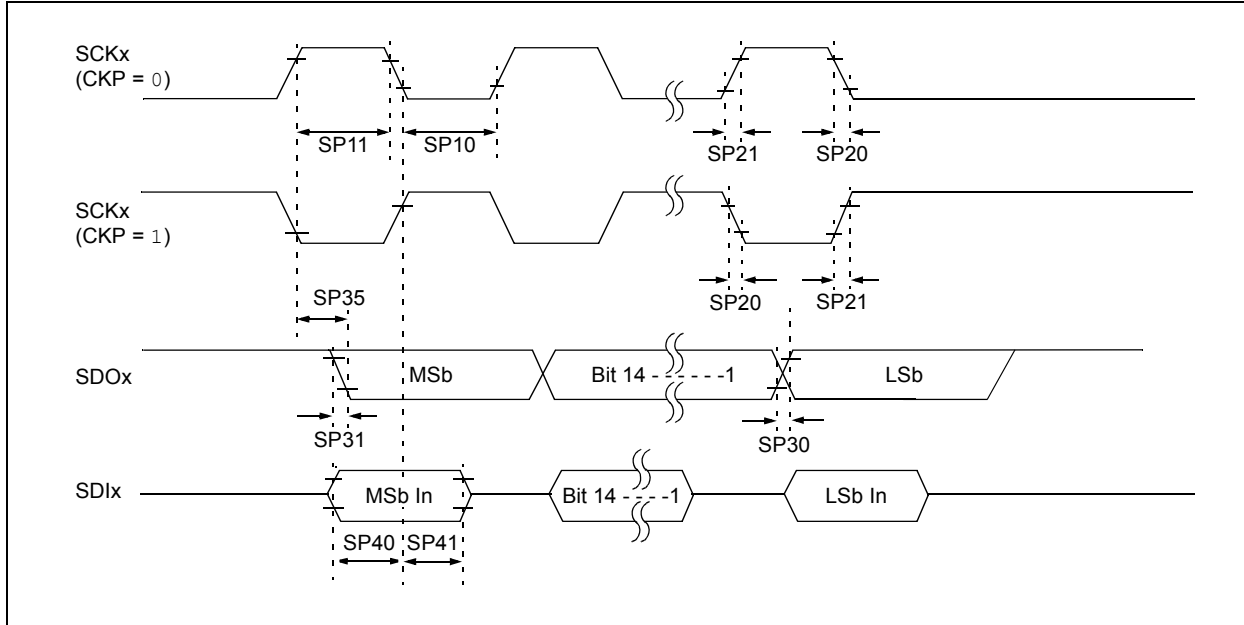 SCKx
(CKP = 0)
SP11
SP10
SP21
SP20
SCKx
(CKP = 1)
SP35
SP20
SP21
SDOx
MSb
Bit 14 - - - - - -1
LSb
SP31
SP30
SDIx
MSb In
Bit 14 - - - - -1
LSb In
SP40
SP41